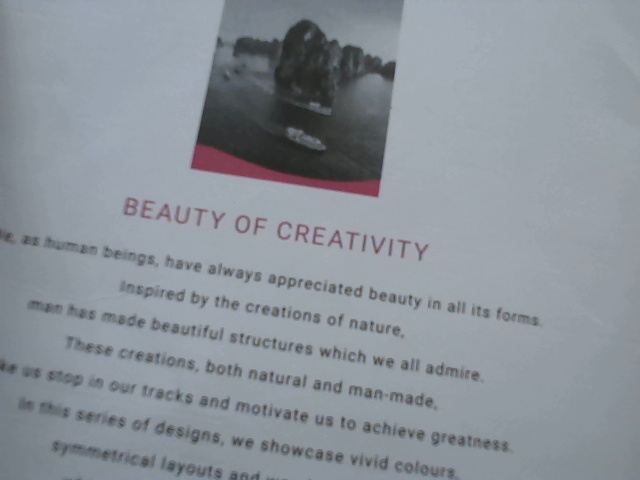 BEAUTY OF CREATIVITY
as human beings, have always appreciated beauty in all its forms.
Inspired by the creations of nature,
man has made beautiful structures which we all admire.
These creations, both natural and man-made,
us stop in our tracks and motivate us to achieve greatness.
In this series of designs, we showcase vivid colours,
symmetrical layouts and